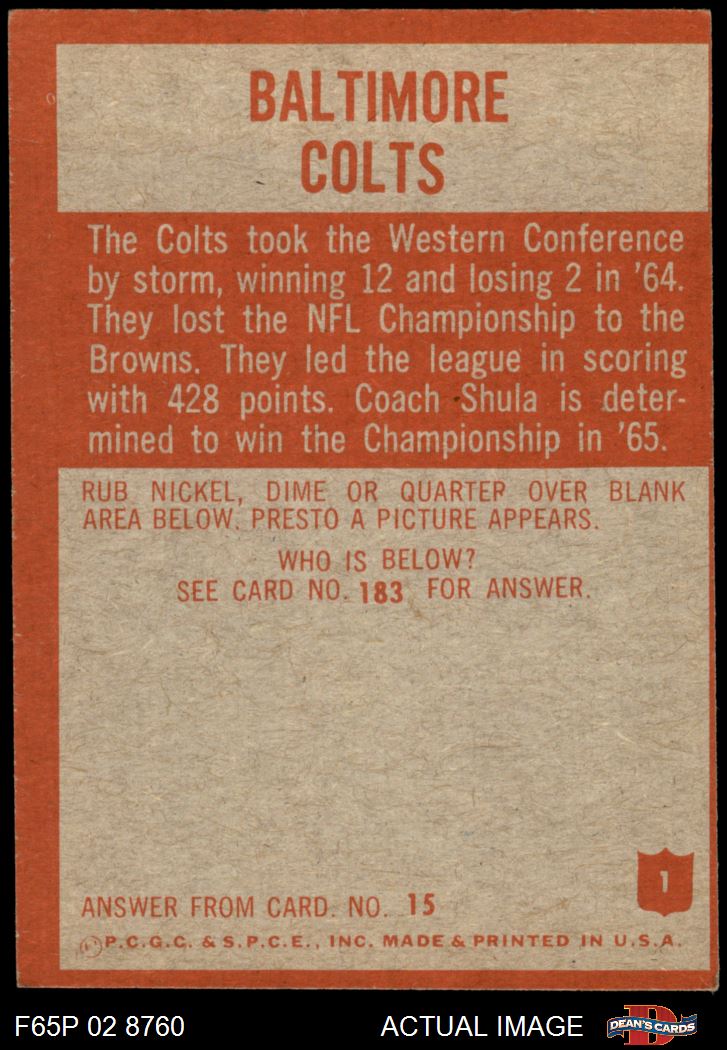 BALTIMORE
COLTS
The Colts took the Western Conference
by storm, winning 12 and losing 2 in '64.
They lost the NFL Championship to the
Browns. They led the league in scoring
with 428 points. Coach Shula is deter-
mined to win the Championship in '65.
RUB NICKEL, DIME OR QUARTER OVER BLANK
AREA BELOW. PRESTO A PICTURE APPEARS.
WHO IS BELOW?
SEE CARD NO. 183 FOR ANSWER.
1
ANSWER FROM CARD. NO. 15
©P.C.G.C. & S.P.C.E., INC. MADE & PRINTED IN U.S.A.
F65P 02 8760 ACTUAL IMAGE
D
DEAN'S CARDS